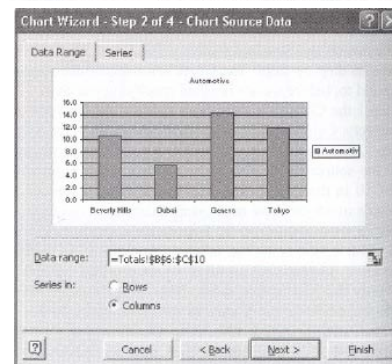 Chart Wizard - Step 2 of 4 - Chart Source Data
Data Range Series
Automotive
16.0
14.0
12.0
10.0
8.0
6.0
4.0
2.0
0.0
Beverly Hills Dubai Geneva Tokyo
Automotiv
Data range: =Totals!$B$6:$C$10
Series in: Rows
Columns
Cancel < Back Next > Finish